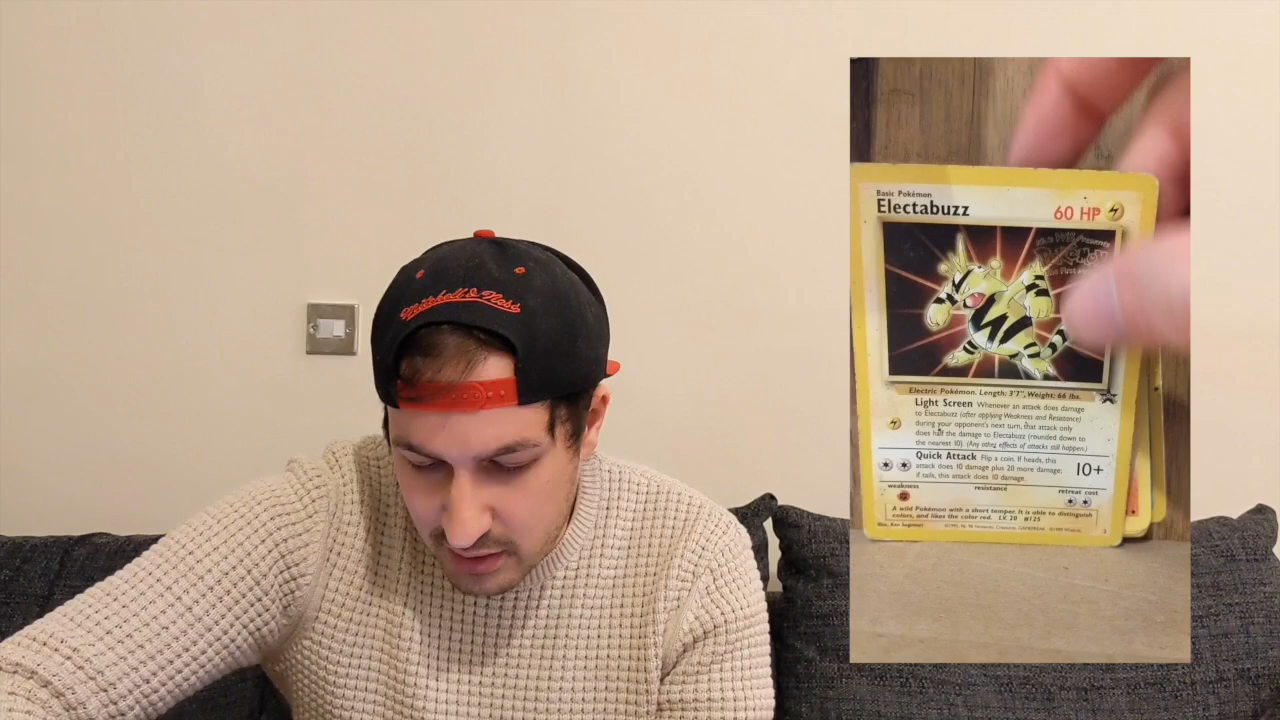 Mitchell & Ness
Basic Pokémon
Electabuzz
60 HP
Presents
POKéMON
Electric Pokémon. Length: 3'7", Weight: 66 lbs.
Light Screen Whenever an attack does damage
to Electabuzz (after applying Weakness and Resistance)
during your opponent's next turn, that attack only
does half the damage to Electabuzz (rounded down to
the nearest 10). (Any other effects of attacks still happen.)
Quick Attack Flip a coin. If heads, this
attack does 10 damage plus 20 more damage;
if tails, this attack does 10 damage.
10+
weakness
resistance
retreat cost
A wild Pokémon with a short temper. It is able to distinguish
colors, and likes the color red. LV. 20 #125